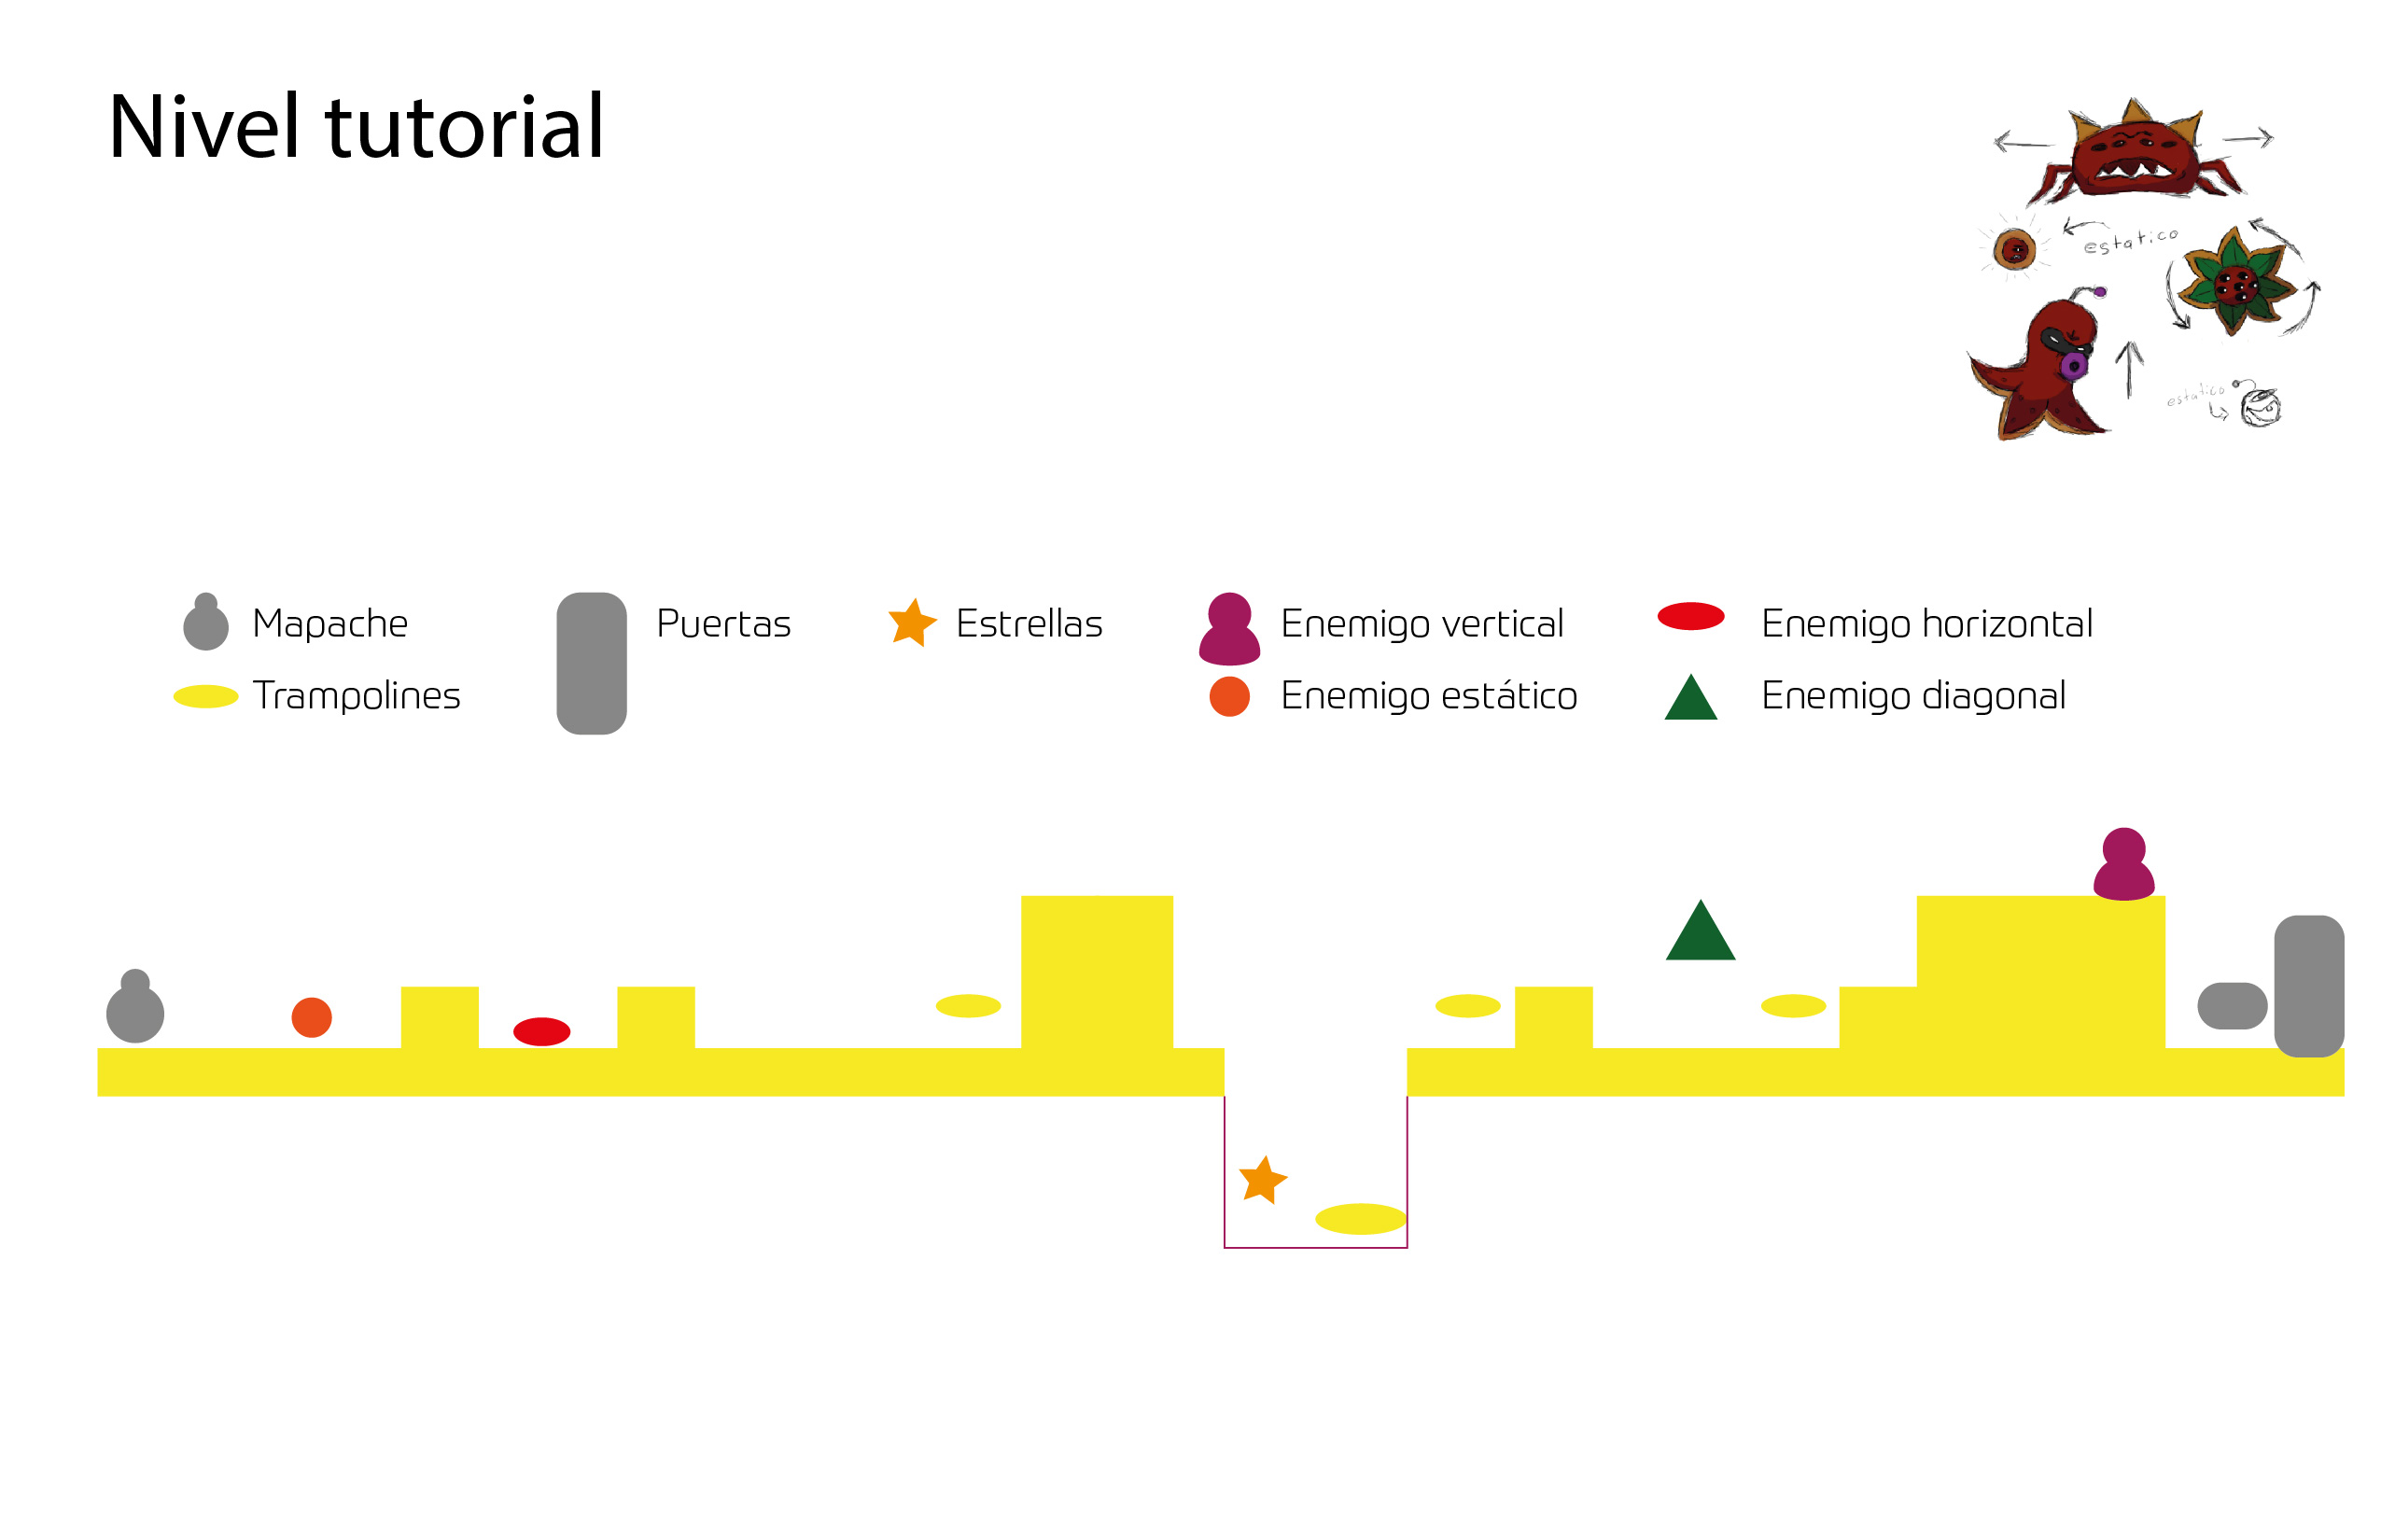 Nivel tutorial
estatico
estatico
Mapache
Puertas
Estrellas
Enemigo vertical
Enemigo horizontal
Trampolines
Enemigo estático
Enemigo diagonal